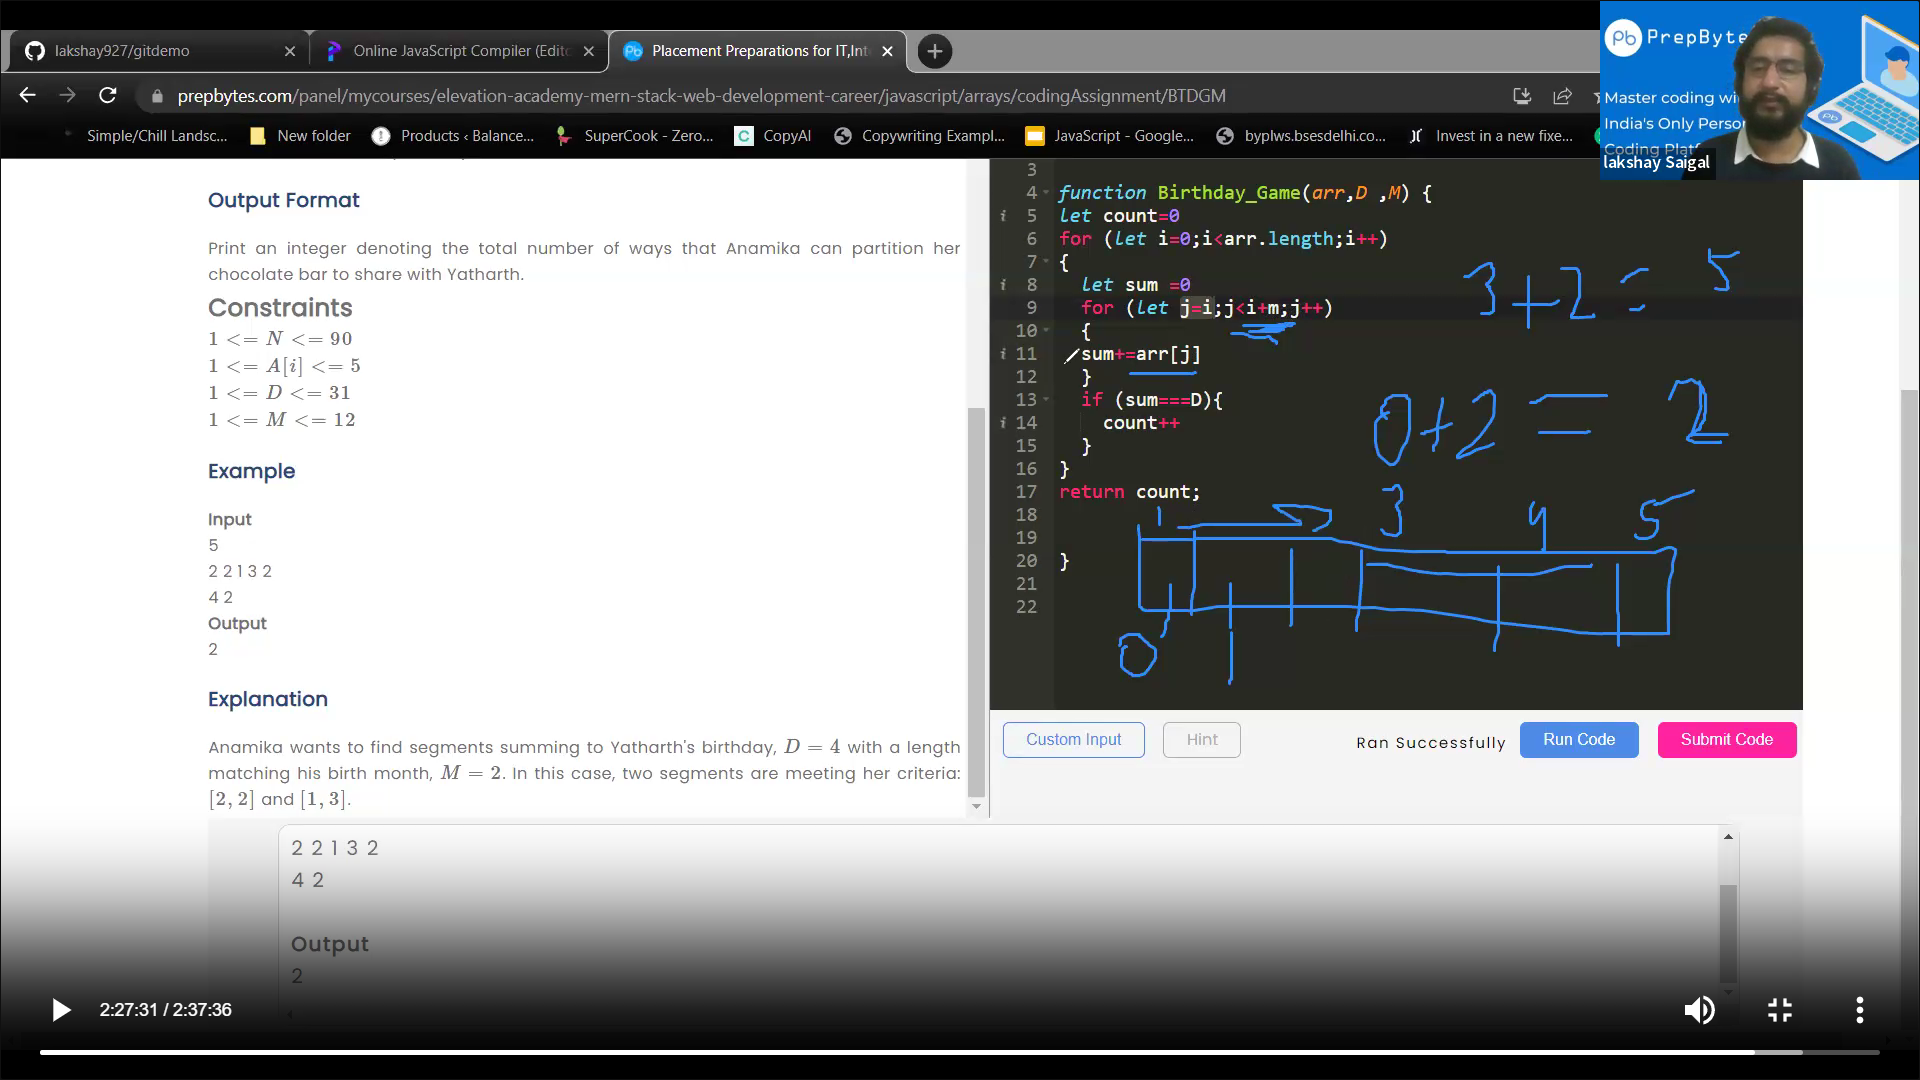 lakshay927/gitdemo
Online JavaScript Compiler (Edito
Placement Preparations for IT,Int
prepbytes.com/panel/mycourses/elevation-academy-mern-stack-web-development-career/javascript/arrays/codingAssignment/BTDGM
Simple/Chill Landsc...
New folder
Products ‹ Balance...
SuperCook - Zero...
CopyAI
Copywriting Exampl...
JavaScript - Google...
byplws.bsesdelhi.co...
Invest in a new fixe...
Pb PrepByte
Master coding wi
India's Only Perso
Coding Platf
lakshay Saigal
Output Format
Print an integer denoting the total number of ways that Anamika can partition her
chocolate bar to share with Yatharth.
Constraints
1 <= N <= 90
1 <= A[i] <= 5
1 <= D <= 31
1 <= M <= 12
Example
Input
5
2 2 1 3 2
4 2
Output
2
Explanation
Anamika wants to find segments summing to Yatharth's birthday, D = 4 with a length
matching his birth month, M = 2. In this case, two segments are meeting her criteria:
[2, 2] and [1, 3].
3
4 function Birthday_Game(arr,D ,M) {
5 let count=0
6 for (let i=0;i<arr.length;i++)
7 {
8 let sum =0
9 for (let j=i;j<i+m;j++)
10 {
11 sum+=arr[j]
12 }
13 if (sum===D){
14 count++
15 }
16 }
17 return count;
18
19
20 }
21
22
3+2= 5
0+2= 2
1 3 4 5
0 1
Custom Input
Hint
Ran Successfully
Run Code
Submit Code
2 2 1 3 2
4 2
Output
2
2:27:31 / 2:37:36